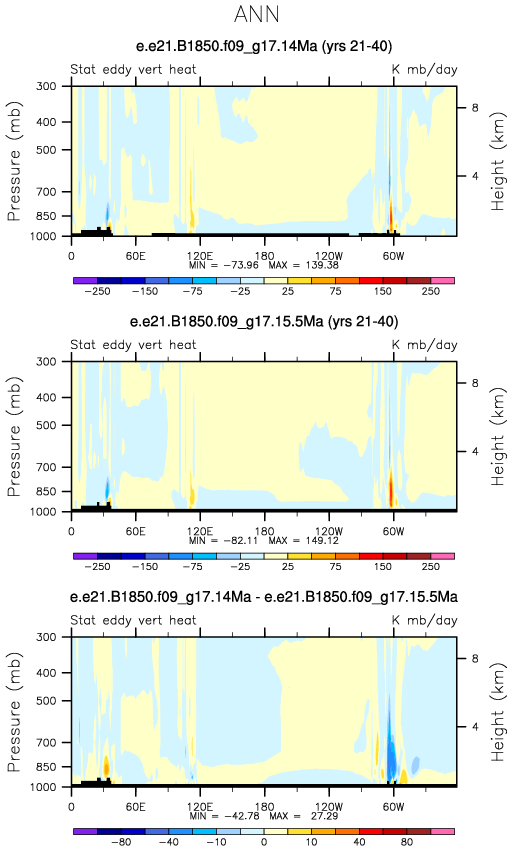 ANN
e.e21.B1850.f09_g17.14Ma (yrs 21-40)
Stat eddy vert heat K mb/day
300
400
500
700
850
1000
Pressure (mb)
8
4
Height (km)
0 60E 120E 180W 120W 60W
MIN = −73.96 MAX = 139.38
−250 −150 −75 −25 25 75 150 250
e.e21.B1850.f09_g17.15.5Ma (yrs 21-40)
Stat eddy vert heat K mb/day
300
400
500
700
850
1000
Pressure (mb)
8
4
Height (km)
0 60E 120E 180W 120W 60W
MIN = −82.11 MAX = 149.12
−250 −150 −75 −25 25 75 150 250
e.e21.B1850.f09_g17.14Ma - e.e21.B1850.f09_g17.15.5Ma
Stat eddy vert heat K mb/day
300
400
500
700
850
1000
Pressure (mb)
8
4
Height (km)
0 60E 120E 180W 120W 60W
MIN = −42.78 MAX = 27.29
−80 −40 −10 0 10 40 80